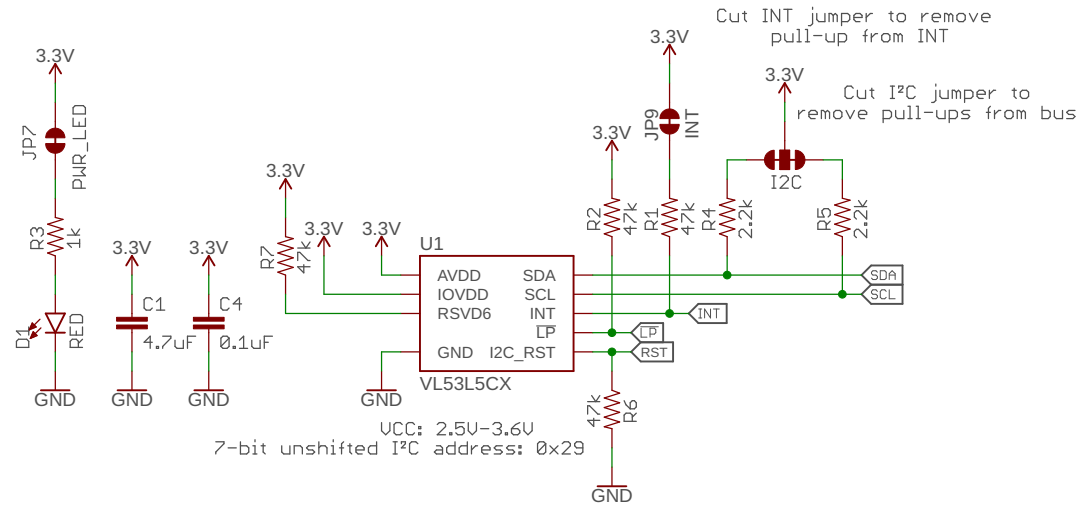 Cut INT jumper to remove
pull-up from INT
3.3V
JP9
INT
3.3V
Cut I²C jumper to
remove pull-ups from bus
I2C
3.3V
JP7
PWR_LED
R3
1k
D1
RED
GND
3.3V
C1
4.7uF
GND
3.3V
C4
0.1uF
GND
3.3V
R7
47k
3.3V
3.3V
3.3V
R2
47k
R1
47k
R4
2.2k
R5
2.2k
U1
AVDD
IOVDD
RSVD6
GND
SDA
SCL
INT
LP
I2C_RST
VL53L5CX
SDA
SCL
INT
LP
RST
GND
47k
R6
GND
VCC: 2.5V-3.6V
7-bit unshifted I²C address: 0x29